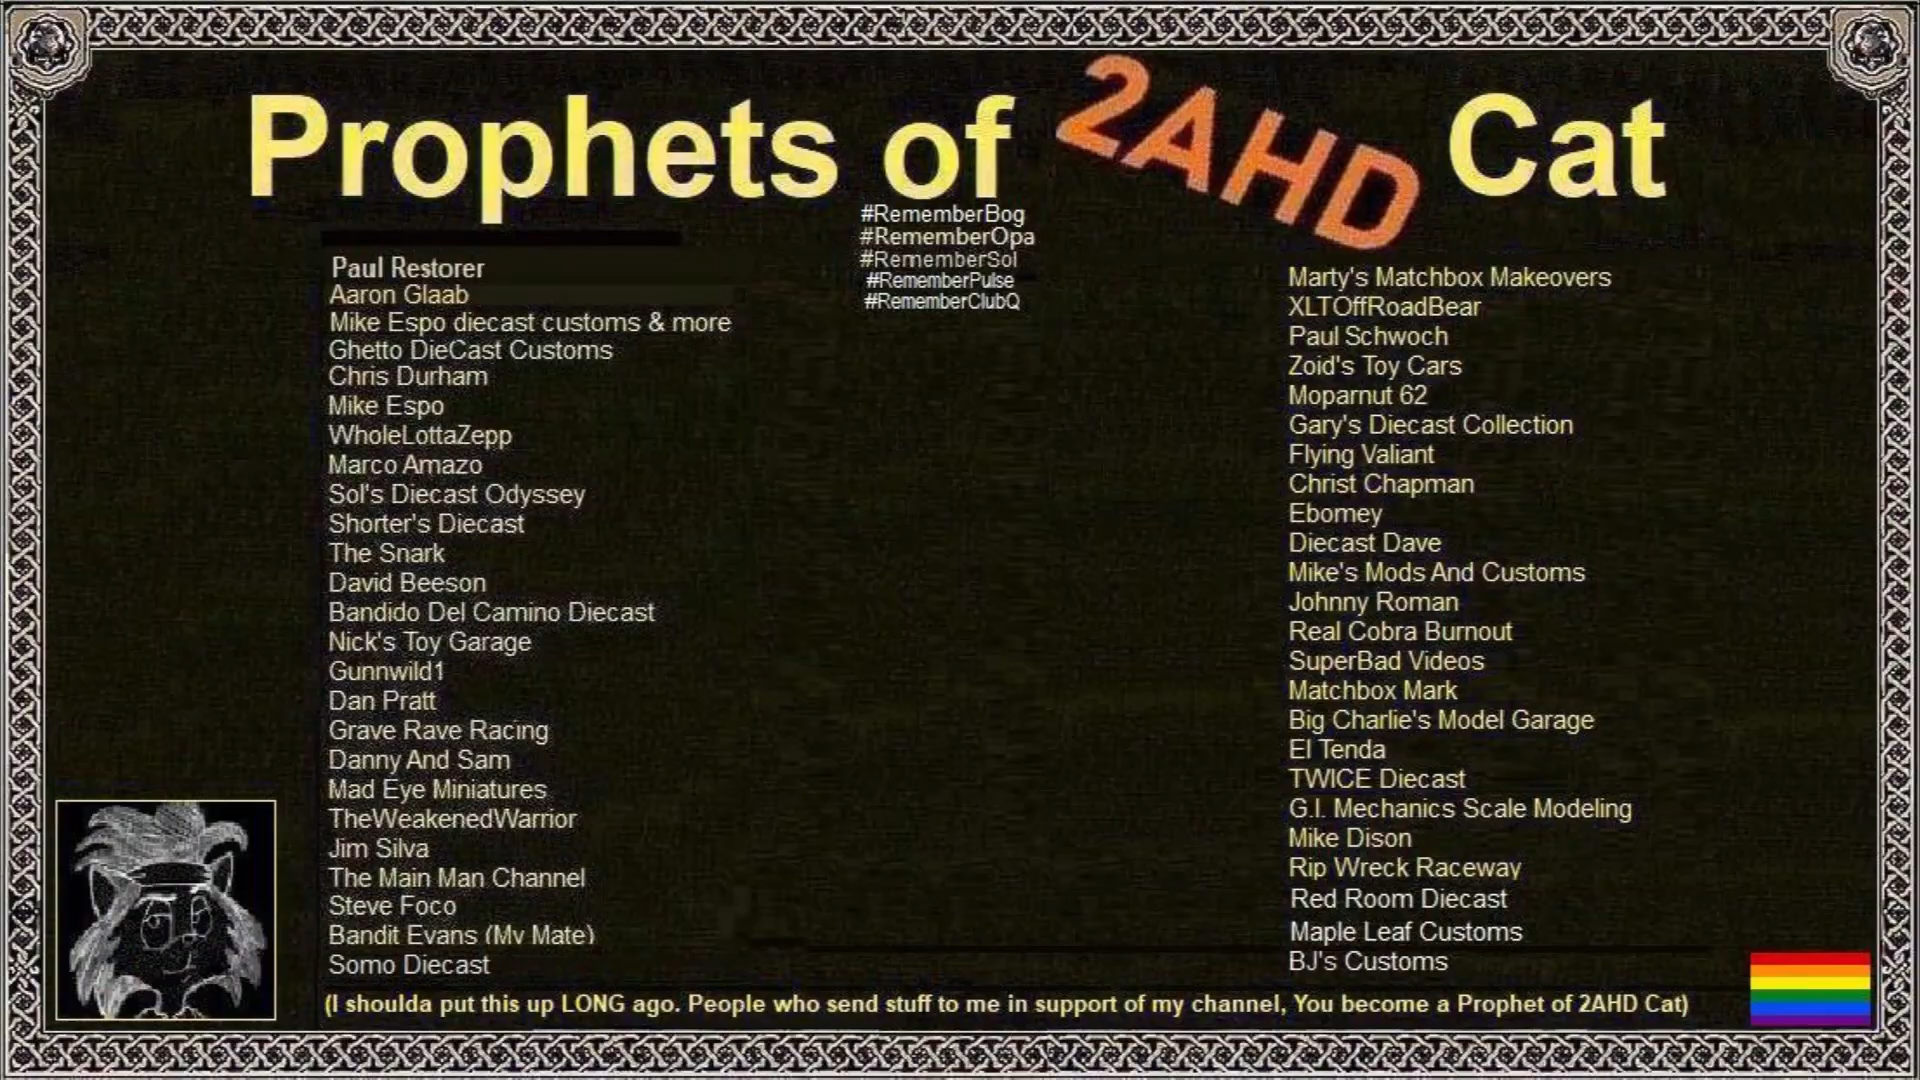 Prophets of 2AHD Cat
#RememberBog
#RememberOpa
#RememberSol
#RememberPulse
#RememberClubQ
Paul Restorer
Aaron Glaab
Mike Espo diecast customs & more
Ghetto DieCast Customs
Chris Durham
Mike Espo
WholeLottaZepp
Marco Amazo
Sol's Diecast Odyssey
Shorter's Diecast
The Snark
David Beeson
Bandido Del Camino Diecast
Nick's Toy Garage
Gunnwild1
Dan Pratt
Grave Rave Racing
Danny And Sam
Mad Eye Miniatures
TheWeakenedWarrior
Jim Silva
The Main Man Channel
Steve Foco
Bandit Evans (My Mate)
Somo Diecast
Marty's Matchbox Makeovers
XLTOffRoadBear
Paul Schwoch
Zoid's Toy Cars
Moparnut 62
Gary's Diecast Collection
Flying Valiant
Christ Chapman
Ebomey
Diecast Dave
Mike's Mods And Customs
Johnny Roman
Real Cobra Burnout
SuperBad Videos
Matchbox Mark
Big Charlie's Model Garage
El Tenda
TWICE Diecast
G.I. Mechanics Scale Modeling
Mike Dison
Rip Wreck Raceway
Red Room Diecast
Maple Leaf Customs
BJ's Customs
(I shoulda put this up LONG ago. People who send stuff to me in support of my channel, You become a Prophet of 2AHD Cat)